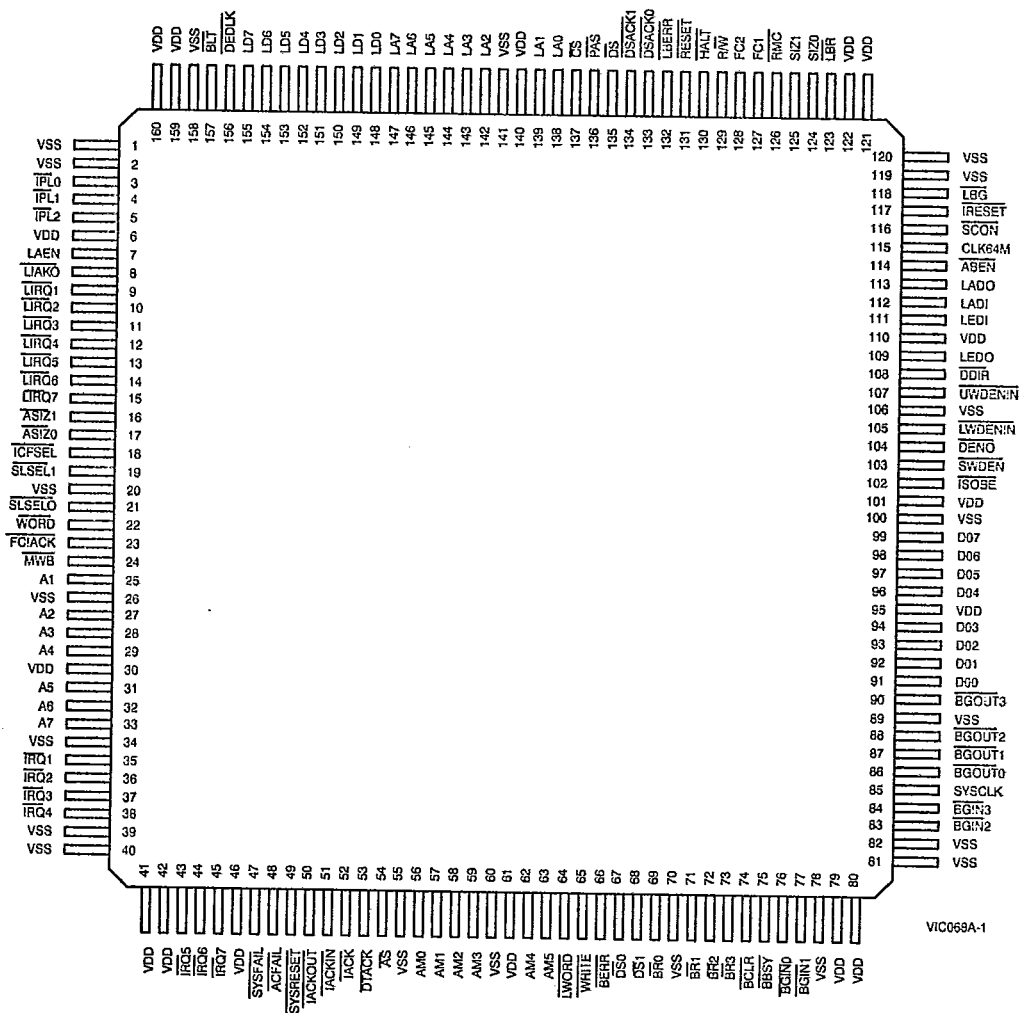 VDD VDD VSS BLT DEDLK LD7 LD6 LD5 LD4 LD3 LD2 LD1 LD0 LA7 LA6 LA5 LA4 LA3 LA2 VSS VDD LA1 LA0 CS PAS DS DSACK1 DSACK0 LBERR RESET HALT R/W FC2 FC1 RMC SIZ1 SIZ0 LBR VDD VDD
160 159 158 157 156 155 154 153 152 151 150 149 148 147 146 145 144 143 142 141 140 139 138 137 136 135 134 133 132 131 130 129 128 127 126 125 124 123 122 121
VSS 1
VSS 2
IPL0 3
IPL1 4
IPL2 5
VDD 6
LAEN 7
LIAKO 8
LIRQ1 9
LIRQ2 10
LIRQ3 11
LIRQ4 12
LIRQ5 13
LIRQ6 14
LIRQ7 15
ASIZ1 16
ASIZ0 17
ICFSEL 18
SLSEL1 19
VSS 20
SLSEL0 21
WORD 22
FCIACK 23
MWB 24
A1 25
VSS 26
A2 27
A3 28
A4 29
VDD 30
A5 31
A6 32
A7 33
VSS 34
IRQ1 35
IRQ2 36
IRQ3 37
IRQ4 38
VSS 39
VSS 40
120 VSS
119 VSS
118 LBG
117 IRESET
116 SCON
115 CLK64M
114 ABEN
113 LADO
112 LADI
111 LEDI
110 VDD
109 LEDO
108 DDIR
107 UWDENIN
106 VSS
105 LWDENIN
104 DENO
103 SWDEN
102 ISOBE
101 VDD
100 VSS
99 D07
98 D06
97 D05
96 D04
95 VDD
94 D03
93 D02
92 D01
91 D00
90 BGOUT3
89 VSS
88 BGOUT2
87 BGOUT1
86 BGOUT0
85 SYSCLK
84 BGIN3
83 BGIN2
82 VSS
81 VSS
41 42 43 44 45 46 47 48 49 50 51 52 53 54 55 56 57 58 59 60 61 62 63 64 65 66 67 68 69 70 71 72 73 74 75 76 77 78 79 80
VDD VDD IRQ5 IRQ6 IRQ7 VDD SYSFAIL ACFAIL SYSRESET IACKOUT IACKIN IACK DTACK AS VSS AM0 AM1 AM2 AM3 VSS VDD AM4 AM5 LWORD WRITE BERR DS0 DS1 BR0 VSS BR1 BR2 BR3 BCLR BBSY BGIN0 BGIN1 VSS VDD VDD
VIC068A-1